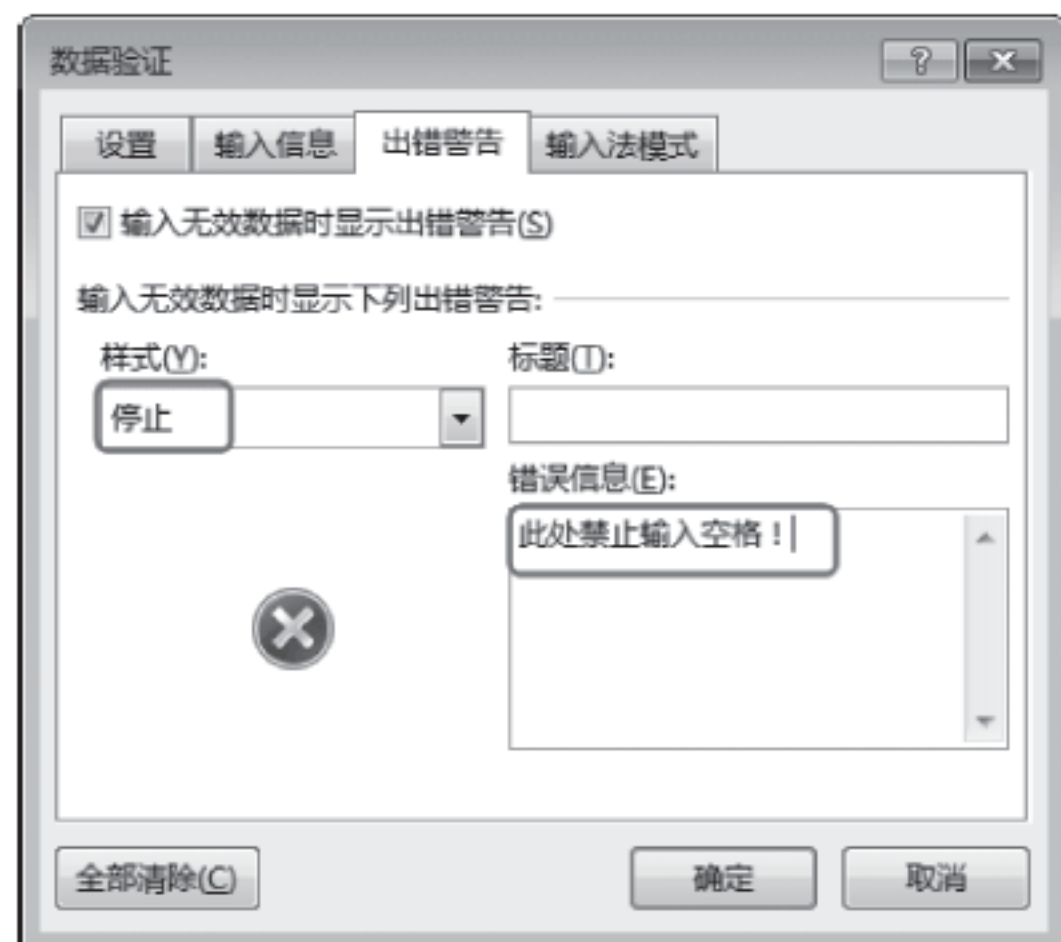 数据验证
设置 输入信息 出错警告 输入法模式
输入无效数据时显示出错警告(S)
输入无效数据时显示下列出错警告:
样式(Y): 标题(T):
停止
错误信息(E):
此处禁止输入空格！
全部清除(C) 确定 取消